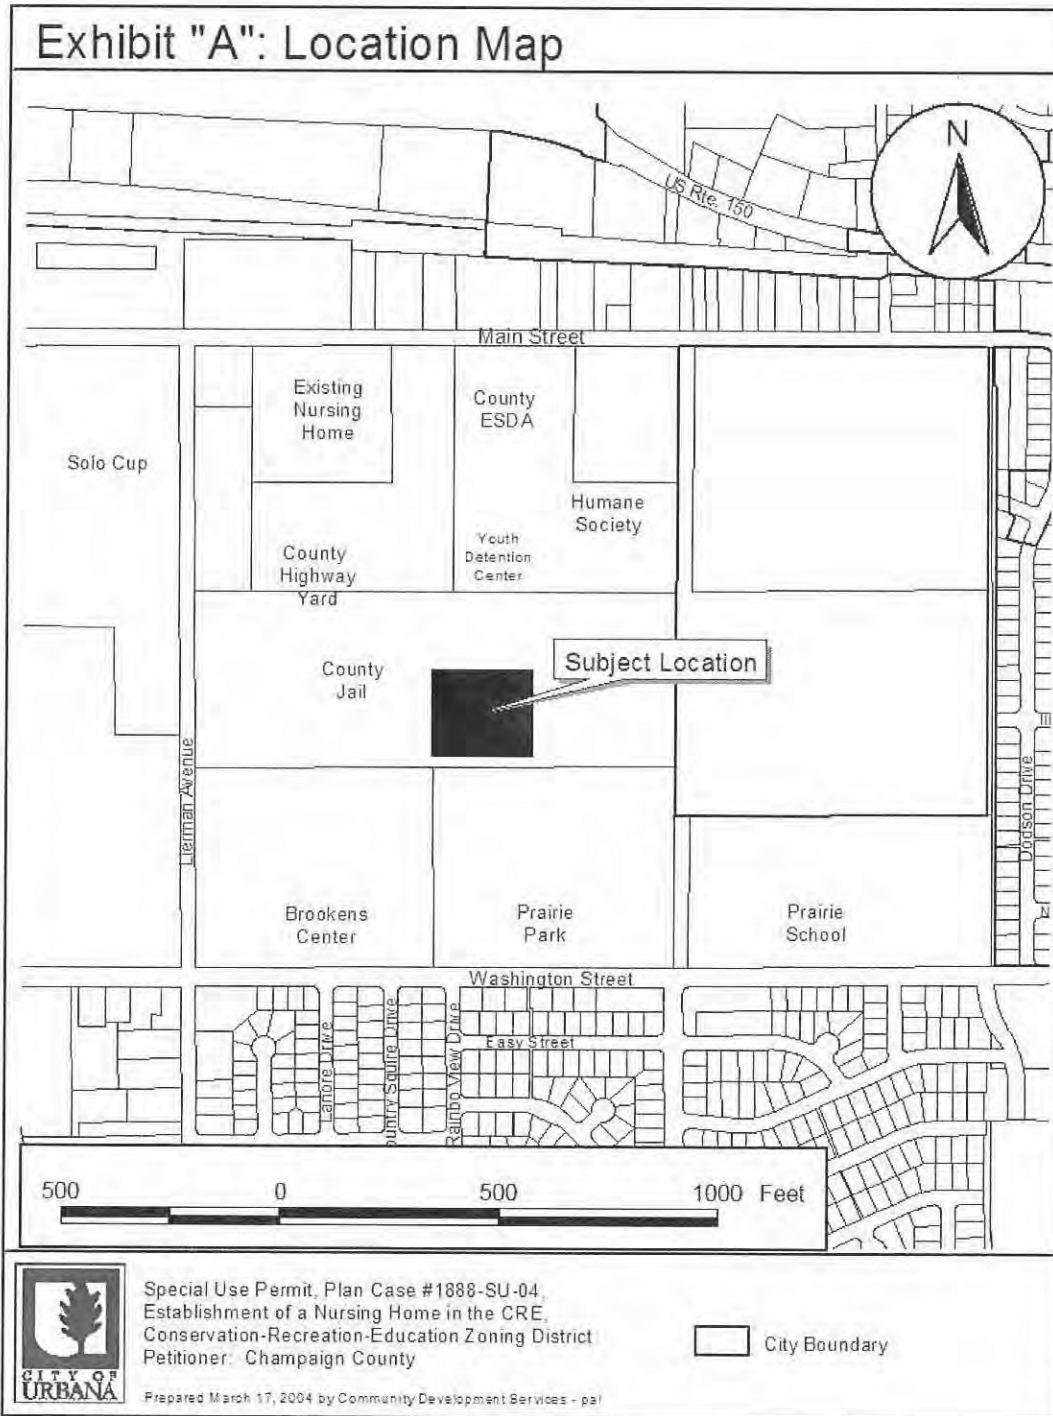 Exhibit "A": Location Map
N
US Rte. 150
Main Street
Existing
Nursing
Home
County
ESDA
Solo Cup
Humane
Society
Youth
Detention
Center
County
Highway
Yard
Subject Location
County
Jail
Lierman Avenue
Dodson Drive
Brookens
Center
Prairie
Park
Prairie
School
Washington Street
Lanore Drive
ountry Squire Drive
Rainbo View Drive
Easy Street
500 0 500 1000 Feet
CITY OF
URBANA
Special Use Permit, Plan Case #1888-SU-04,
Establishment of a Nursing Home in the CRE,
Conservation-Recreation-Education Zoning District
Petitioner: Champaign County
Prepared March 17, 2004 by Community Development Services - pal
City Boundary